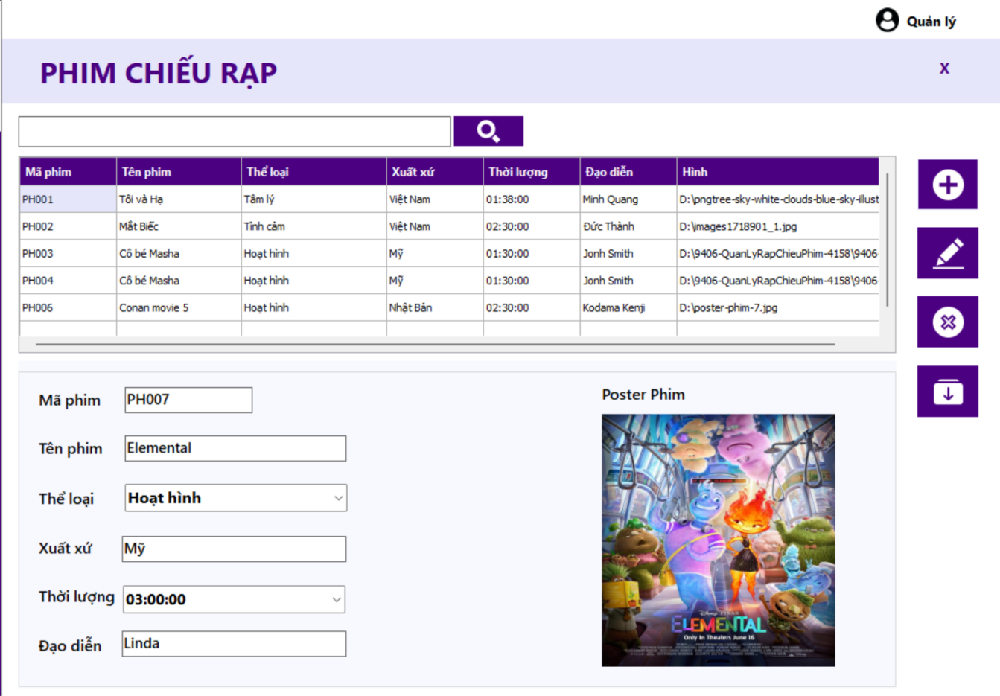 Quản lý
PHIM CHIẾU RẠP
X
Mã phim Tên phim Thể loại Xuất xứ Thời lượng Đạo diễn Hình
PH001 Tôi và Hạ Tâm lý Việt Nam 01:38:00 Minh Quang D:\pngtree-sky-white-clouds-blue-sky-illust
PH002 Mắt Biếc Tình cảm Việt Nam 02:30:00 Đức Thành D:\images1718901_1.jpg
PH003 Cô bé Masha Hoạt hình Mỹ 01:30:00 Jonh Smith D:\9406-QuanLyRapChieuPhim-4158\9406-
PH004 Cô bé Masha Hoạt hình Mỹ 01:30:00 Jonh Smith D:\9406-QuanLyRapChieuPhim-4158\9406-
PH006 Conan movie 5 Hoạt hình Nhật Bản 02:30:00 Kodama Kenji D:\poster-phim-7.jpg
Mã phim PH007
Tên phim Elemental
Thể loại Hoạt hình
Xuất xứ Mỹ
Thời lượng 03:00:00
Đạo diễn Linda
Poster Phim
Disney PIXAR
ELEMENTAL
Only In Theaters June 16